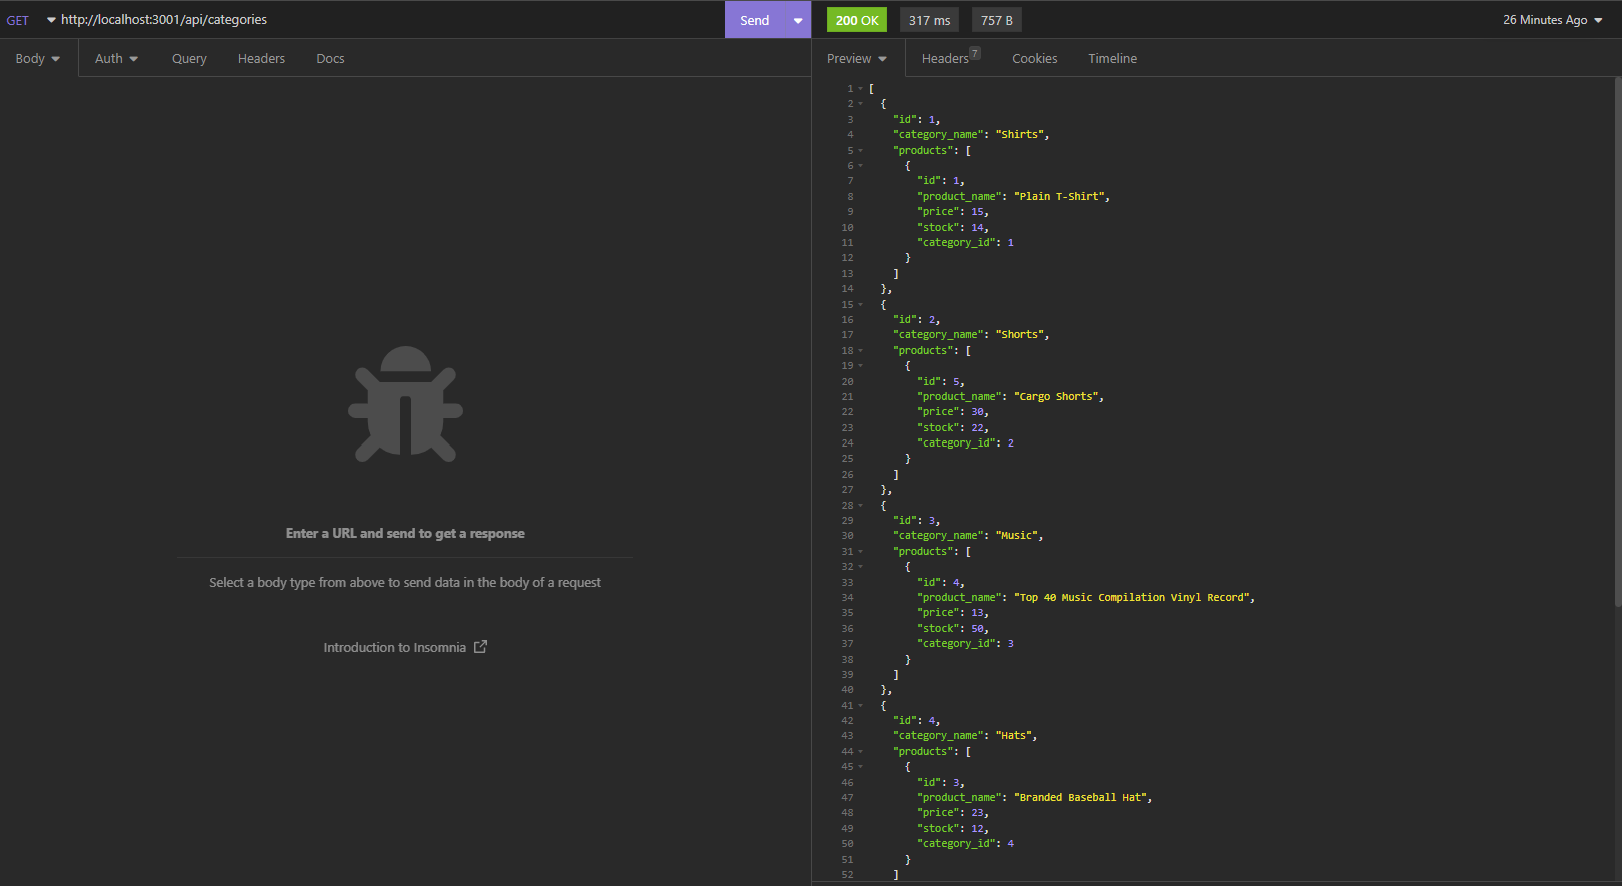 GET http://localhost:3001/api/categories Send 200 OK 317 ms 757 B 26 Minutes Ago
Body Auth Query Headers Docs Preview Headers 7 Cookies Timeline
Enter a URL and send to get a response
Select a body type from above to send data in the body of a request
Introduction to Insomnia
1 [
2 {
3 "id": 1,
4 "category_name": "Shirts",
5 "products": [
6 {
7 "id": 1,
8 "product_name": "Plain T-Shirt",
9 "price": 15,
10 "stock": 14,
11 "category_id": 1
12 }
13 ]
14 },
15 {
16 "id": 2,
17 "category_name": "Shorts",
18 "products": [
19 {
20 "id": 5,
21 "product_name": "Cargo Shorts",
22 "price": 30,
23 "stock": 22,
24 "category_id": 2
25 }
26 ]
27 },
28 {
29 "id": 3,
30 "category_name": "Music",
31 "products": [
32 {
33 "id": 4,
34 "product_name": "Top 40 Music Compilation Vinyl Record",
35 "price": 13,
36 "stock": 50,
37 "category_id": 3
38 }
39 ]
40 },
41 {
42 "id": 4,
43 "category_name": "Hats",
44 "products": [
45 {
46 "id": 3,
47 "product_name": "Branded Baseball Hat",
48 "price": 23,
49 "stock": 12,
50 "category_id": 4
51 }
52 ]